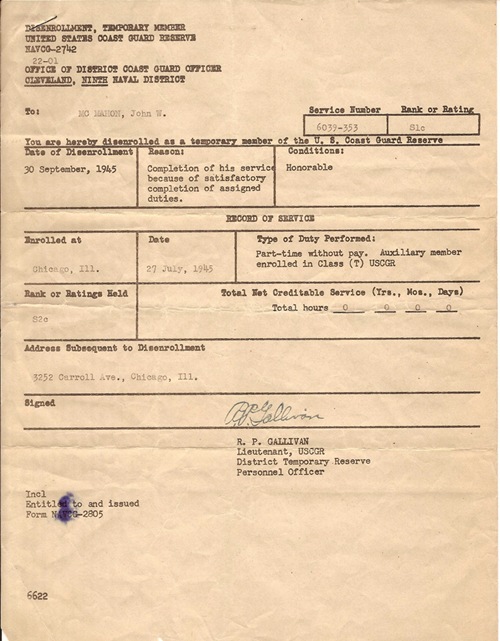 DISENROLLMENT, TEMPORARY MEMBER
UNITED STATES COAST GUARD RESERVE
NAVCG-2742
22-01
OFFICE OF DISTRICT COAST GUARD OFFICER
CLEVELAND, NINTH NAVAL DISTRICT
To: MC MAHON, John W.
Service Number
Rank or Rating
6039-353
S1c
You are hereby disenrolled as a temporary member of the U. S. Coast Guard Reserve
Date of Disenrollment
Reason:
Conditions:
30 September, 1945
Completion of his service
because of satisfactory
completion of assigned
duties.
Honorable
RECORD OF SERVICE
Enrolled at
Date
Type of Duty Performed:
Chicago, Ill.
27 July, 1945
Part-time without pay. Auxiliary member
enrolled in Class (T) USCGR
Rank or Ratings Held
Total Net Creditable Service (Yrs., Mos., Days)
S2c
Total hours 0 0 0 0
Address Subsequent to Disenrollment
3252 Carroll Ave., Chicago, Ill.
Signed
R. P. Gallivan
R. P. GALLIVAN
Lieutenant, USCGR
District Temporary Reserve
Personnel Officer
Incl
Entitled to and issued
Form NAVCG-2805
6622